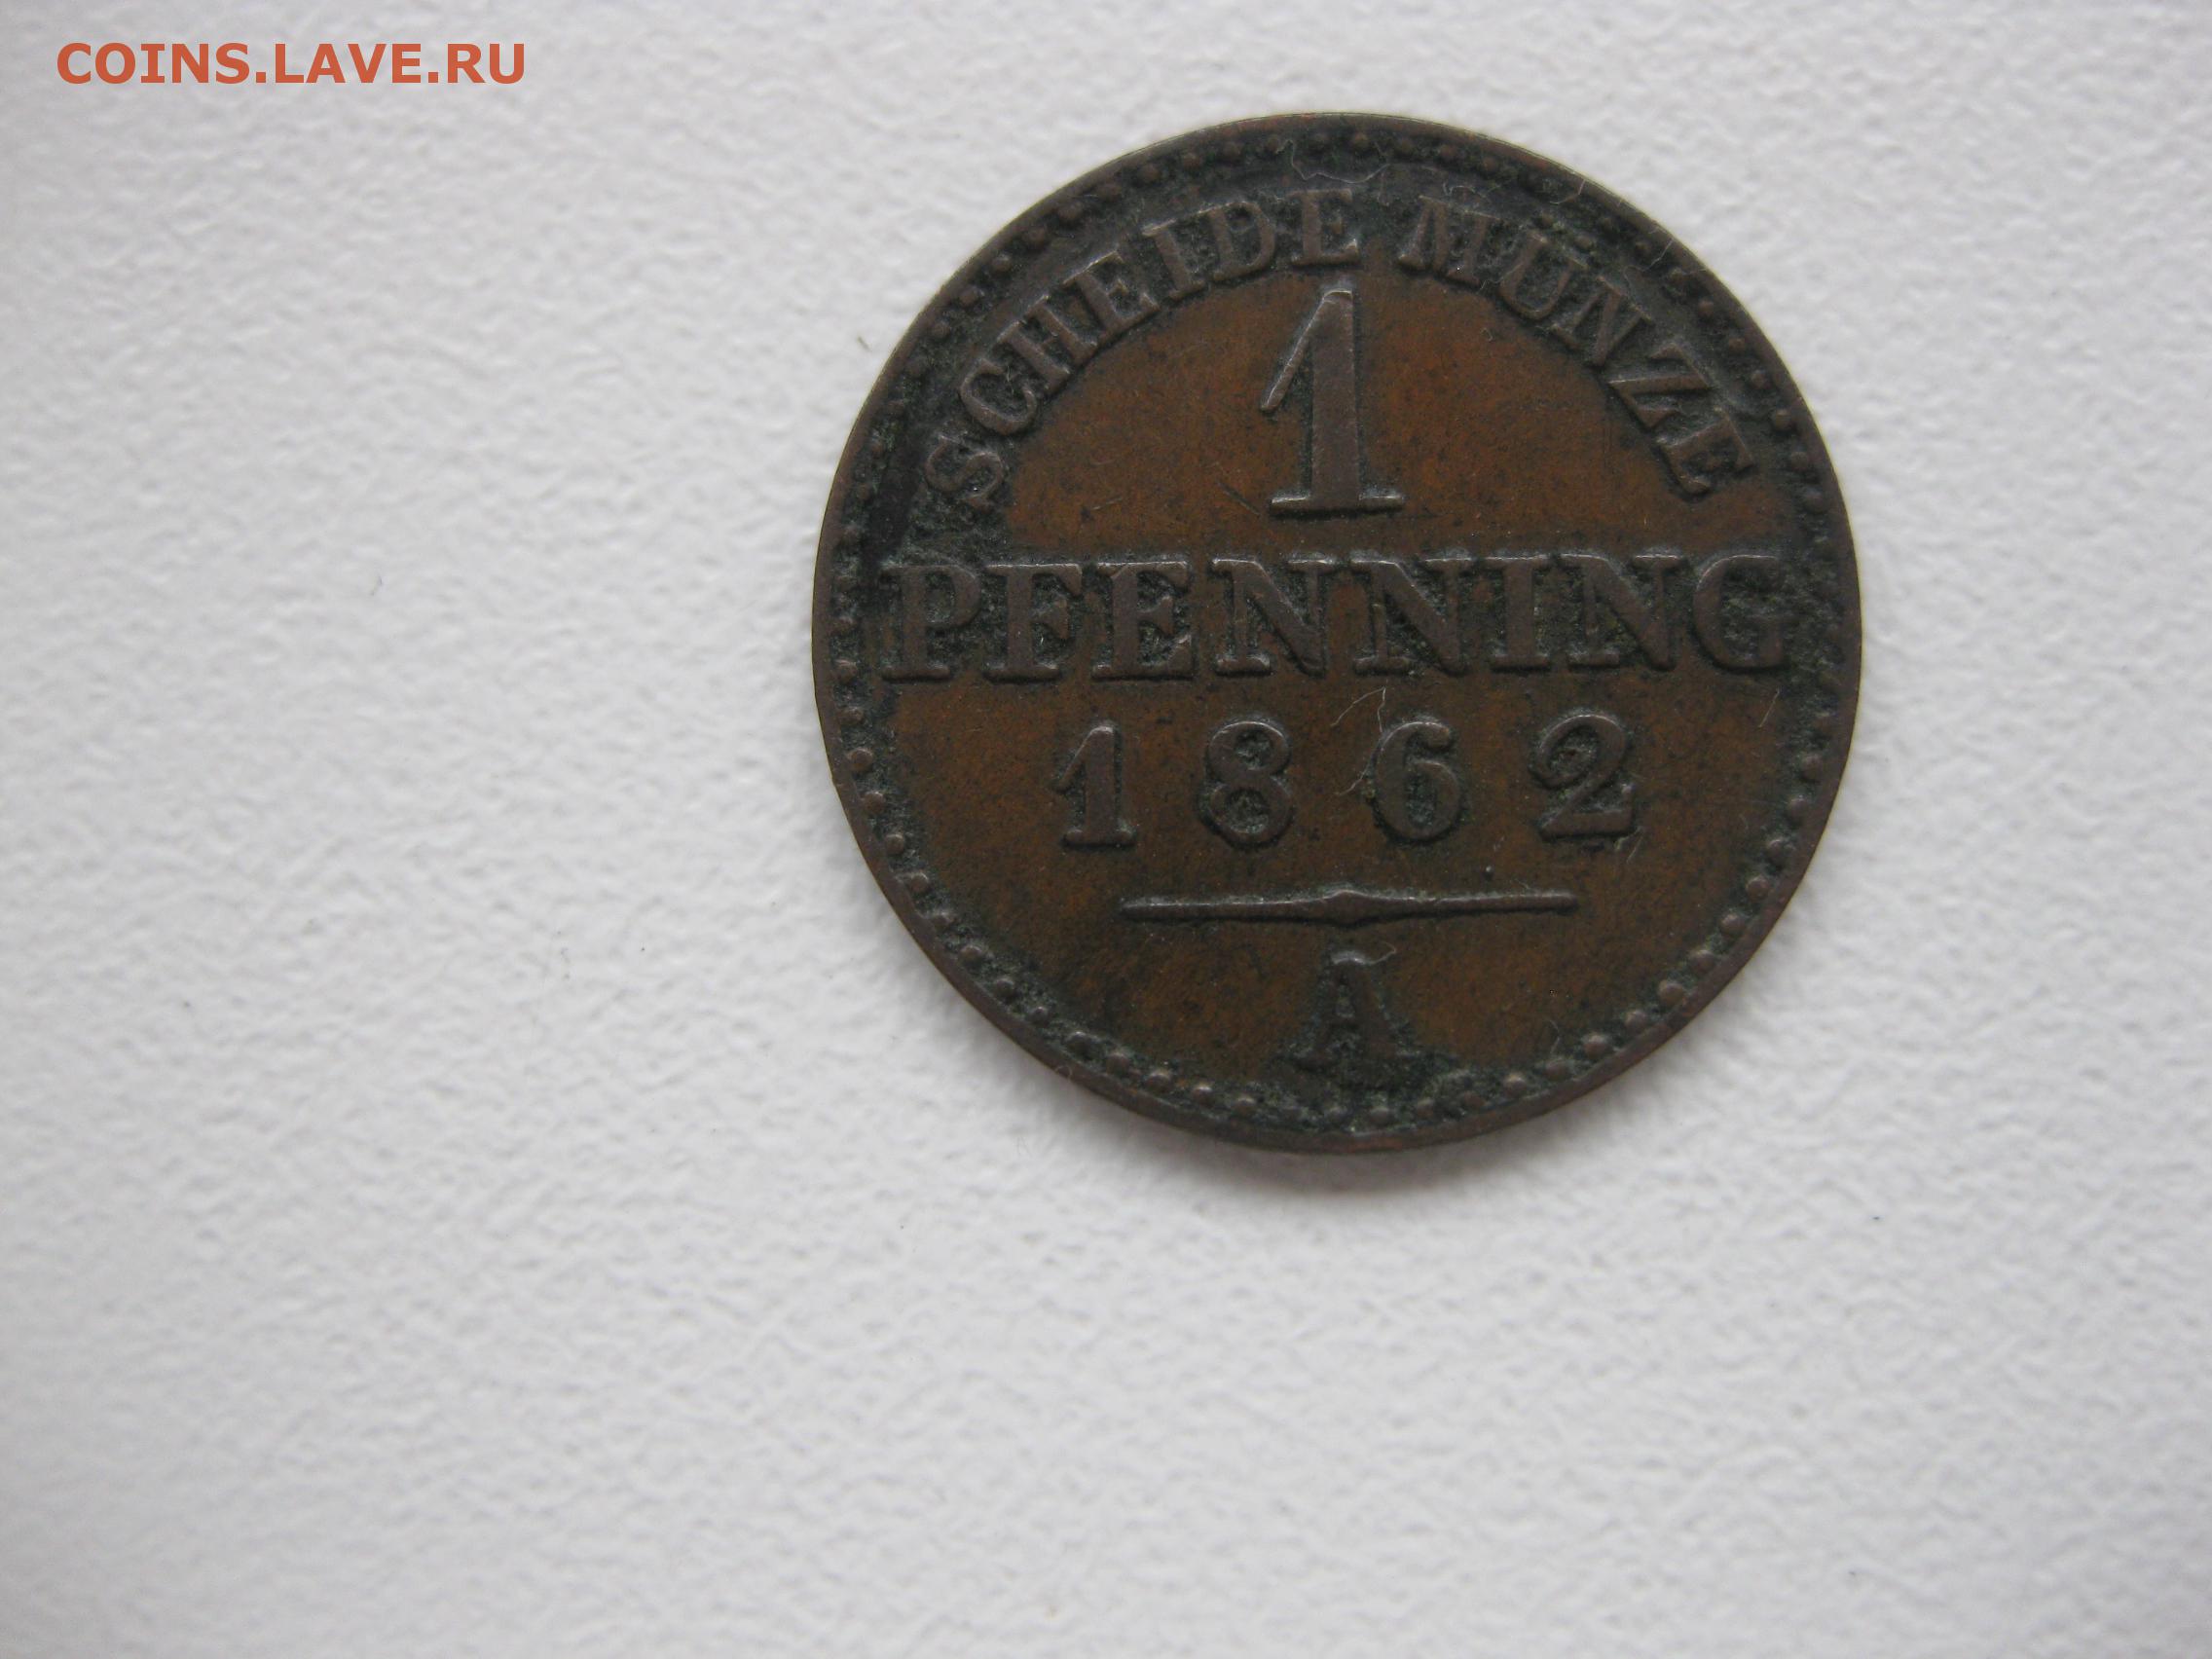 COINS.LAVE.RU
SCHEIDE MÜNZE
1
PFENNING
1862
A